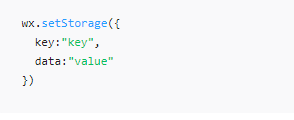 wx.setStorage({
  key:"key",
  data:"value"
})